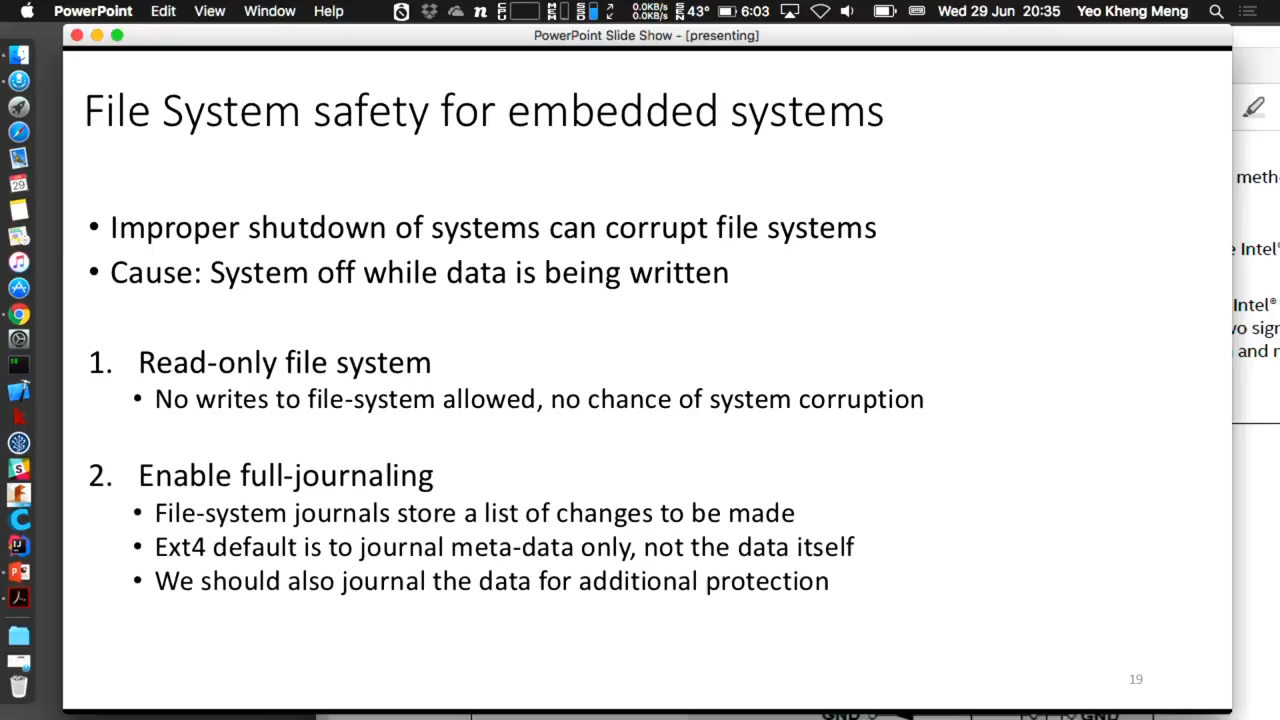 PowerPoint Edit View Window Help 0.0KB/s 0.0KB/s 43° 6:03 Wed 29 Jun 20:35 Yeo Kheng Meng
PowerPoint Slide Show - [presenting]
File System safety for embedded systems
• Improper shutdown of systems can corrupt file systems
• Cause: System off while data is being written
1. Read-only file system
• No writes to file-system allowed, no chance of system corruption
2. Enable full-journaling
• File-system journals store a list of changes to be made
• Ext4 default is to journal meta-data only, not the data itself
• We should also journal the data for additional protection
19
meth
Intel®
Intel®
sig
and